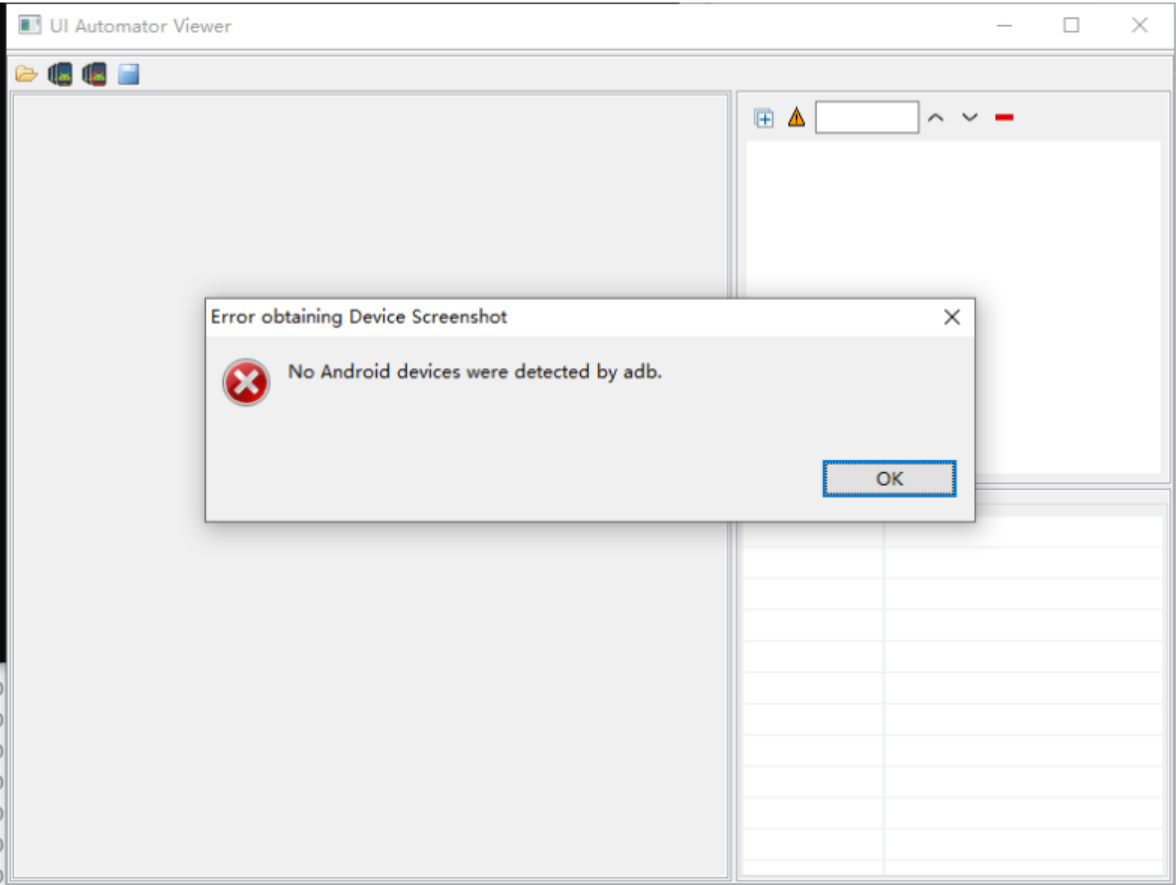 UI Automator Viewer
Error obtaining Device Screenshot
No Android devices were detected by adb.
OK